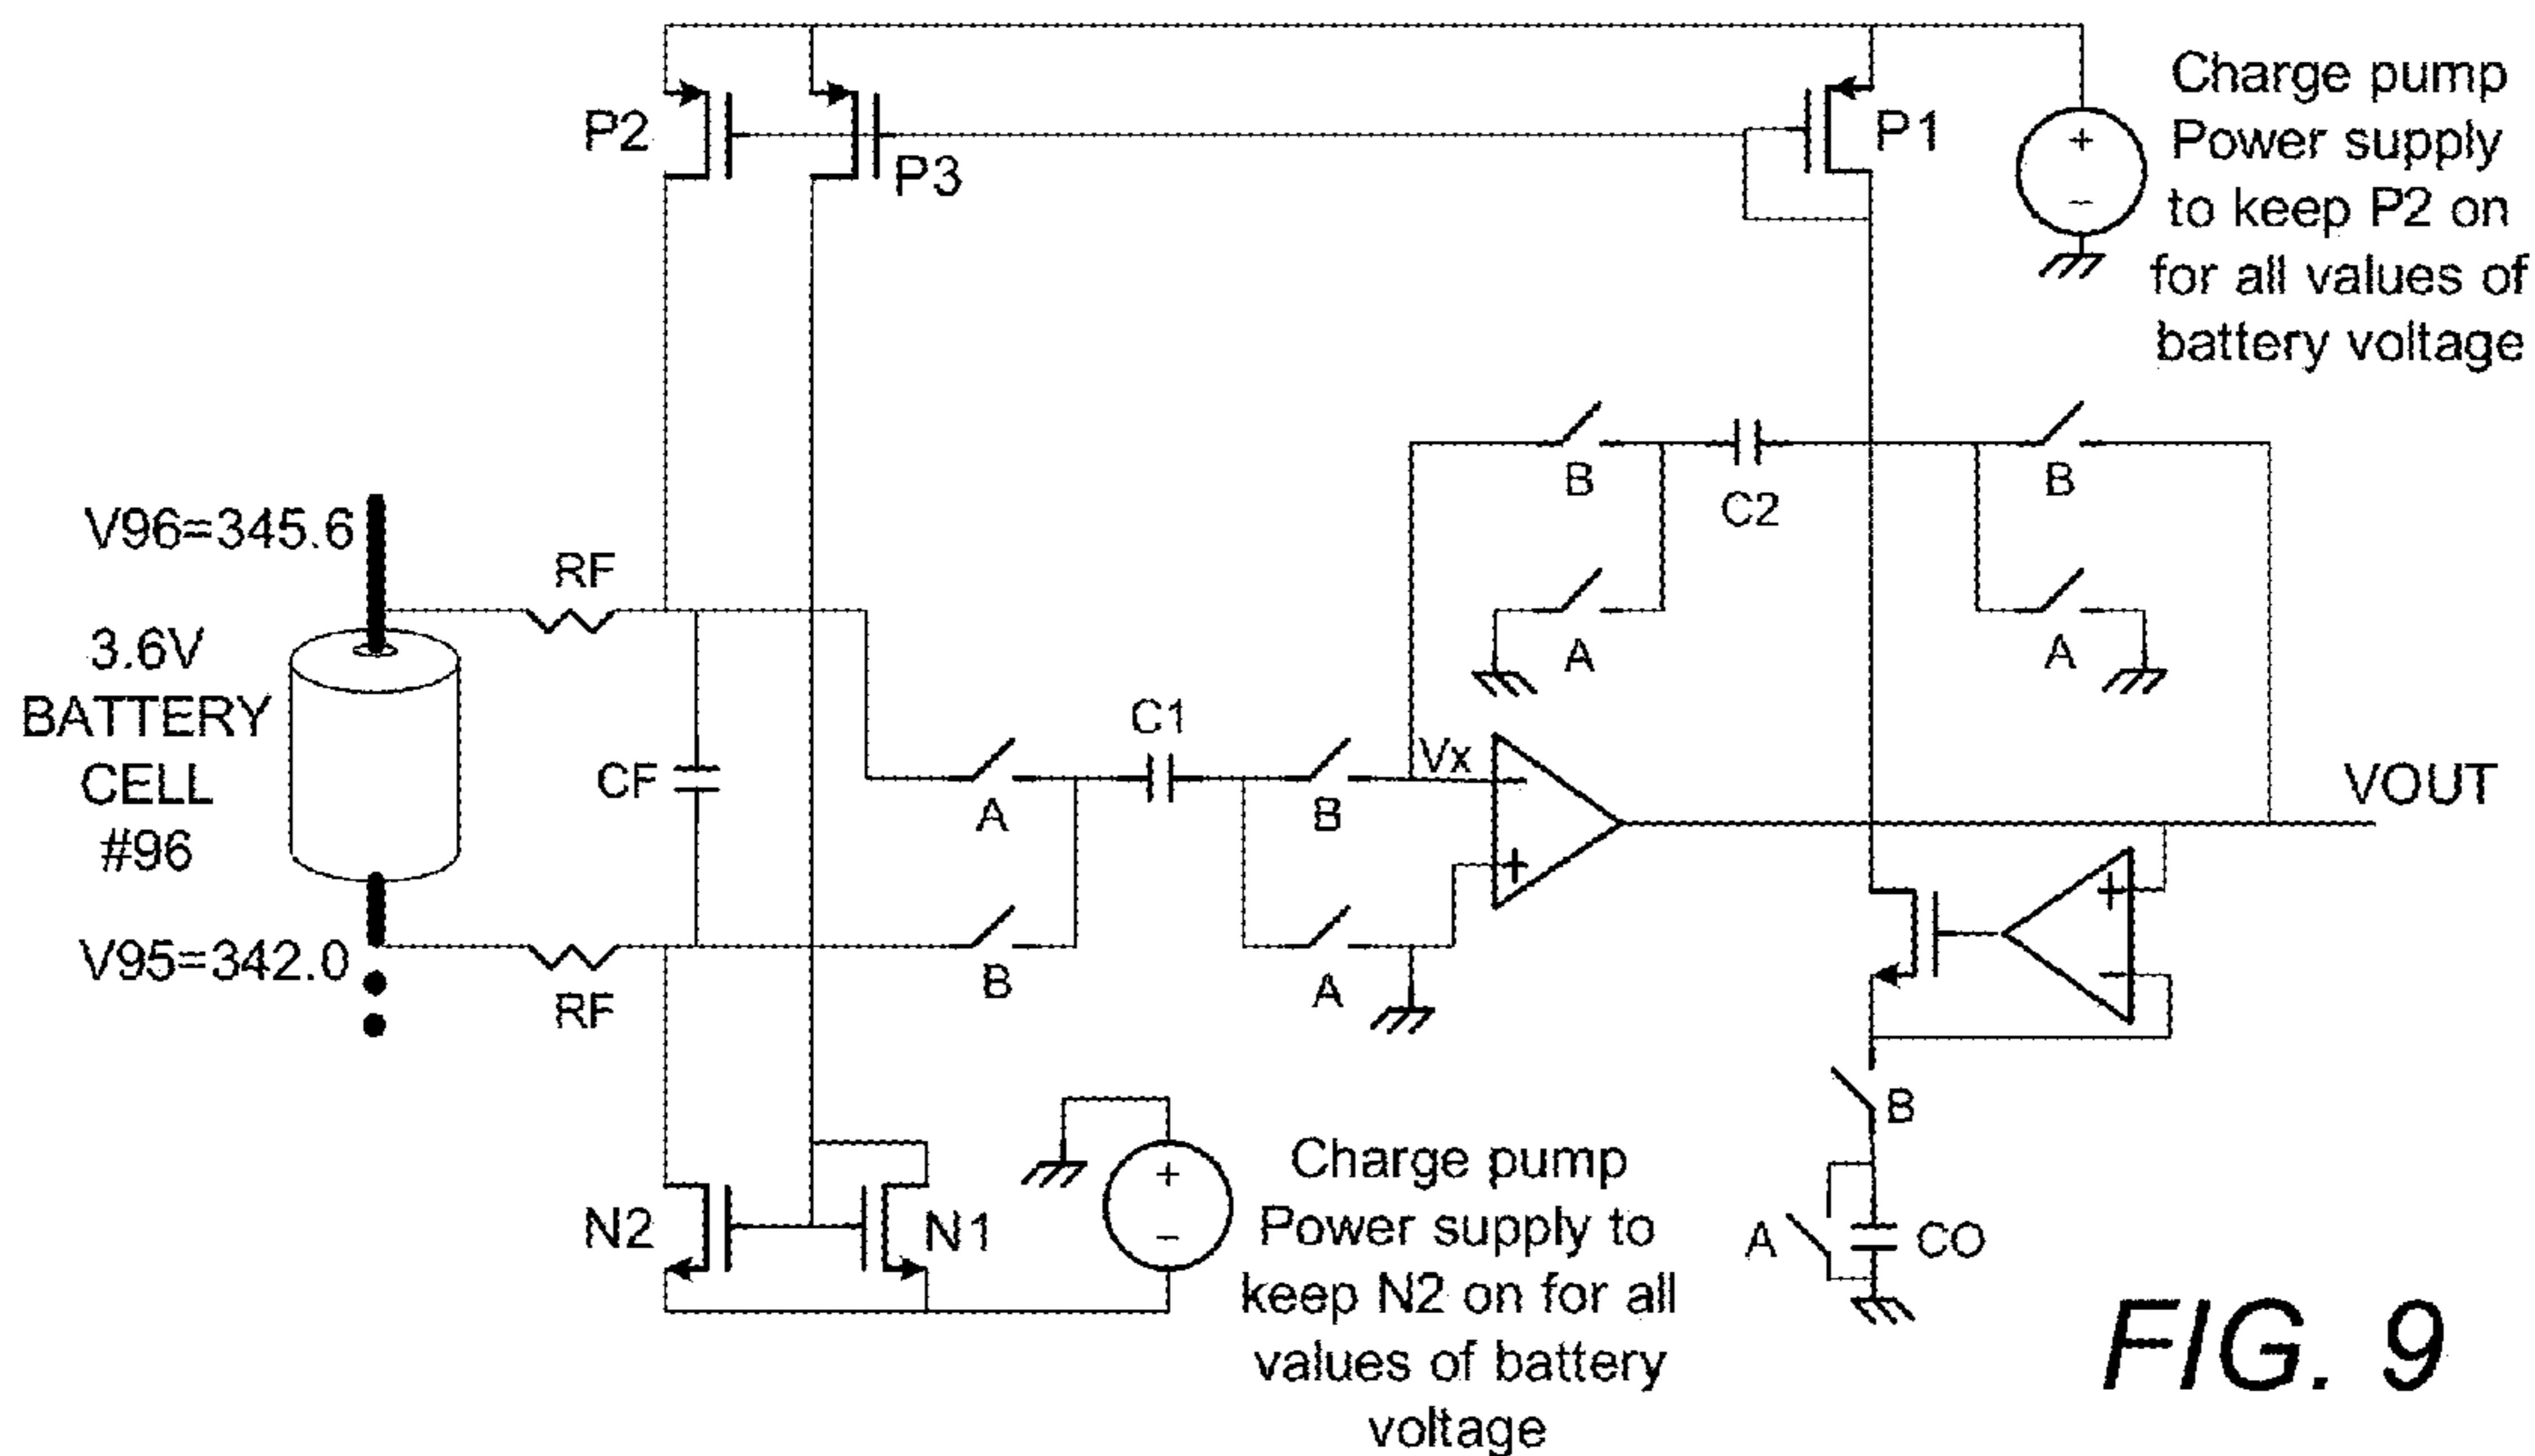 Charge pump
Power supply
to keep P2 on
for all values of
battery voltage
P2
P3
P1
+
−
B
C2
B
A
A
V96=345.6
RF
3.6V
BATTERY
CELL
#96
CF
V95=342.0
RF
A
C1
B
Vx
−
+
VOUT
B
A
+
−
B
A
CO
N2
N1
+
−
Charge pump
Power supply to
keep N2 on for all
values of battery
voltage
FIG. 9